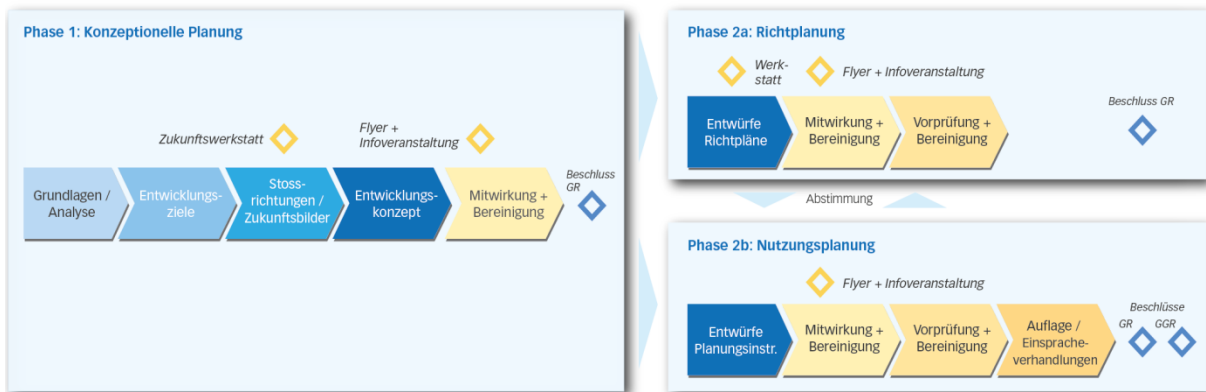 Phase 1: Konzeptionelle Planung
Zukunftswerkstatt
Flyer +
Infoveranstaltung
Grundlagen /
Analyse
Entwicklungs-
ziele
Stoss-
richtungen /
Zukunftsbilder
Entwicklungs-
konzept
Mitwirkung +
Bereinigung
Beschluss
GR
Phase 2a: Richtplanung
Werk-
statt
Flyer + Infoveranstaltung
Entwürfe
Richtpläne
Mitwirkung +
Bereinigung
Vorprüfung +
Bereinigung
Beschluss GR
Abstimmung
Phase 2b: Nutzungsplanung
Flyer + Infoveranstaltung
Entwürfe
Planungsinstr.
Mitwirkung +
Bereinigung
Vorprüfung +
Bereinigung
Auflage /
Einsprache-
verhandlungen
Beschlüsse
GR GGR